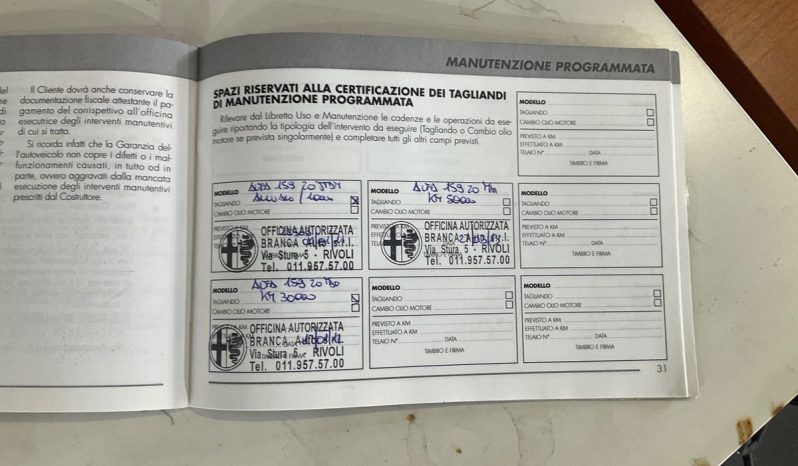 MANUTENZIONE PROGRAMMATA
Il Cliente dovrà anche conservare la
documentazione fiscale attestante il pa-
gamento del corrispettivo all'officina
esecutrice degli interventi manutentivi
di cui si tratta.
Si ricorda infatti che la Garanzia del-
l'autoveicolo non copre i difetti o i mal-
funzionamenti causati, in tutto od in
parte, ovvero aggravati dalla mancata
esecuzione degli interventi manutentivi
prescritti dal Costruttore.
SPAZI RISERVATI ALLA CERTIFICAZIONE DEI TAGLIANDI
DI MANUTENZIONE PROGRAMMATA
Rilevare dal Libretto Uso e Manutenzione le cadenze e le operazioni da ese-
guire riportando la tipologia dell'intervento da eseguire (Tagliando o Cambio olio
motore se prevista singolarmente) e completare tutti gli altri campi previsti.
MODELLO
TAGLIANDO
CAMBIO OLIO MOTORE
PREVISTO A KM
EFFETTUATO A KM
TELAIO N° DATA
TIMBRO E FIRMA
MODELLO ALFA 159 20 JTDM
TAGLIANDO
CAMBIO OLIO MOTORE
OFFICINA AUTORIZZATA
BRANCA
Via Stura 5 - RIVOLI
Tel. 011.957.57.00
MODELLO ALFA 159 20
TAGLIANDO KM
CAMBIO OLIO MOTORE
OFFICINA AUTORIZZATA
BRANCA
Via Stura 5 - RIVOLI
Tel. 011.957.57.00
MODELLO
TAGLIANDO
CAMBIO OLIO MOTORE
PREVISTO A KM
EFFETTUATO A KM
TELAIO N° DATA
TIMBRO E FIRMA
MODELLO ALFA 159 20
TAGLIANDO KM 30000
CAMBIO OLIO MOTORE
OFFICINA AUTORIZZATA
BRANCA
Via Stura 5 - RIVOLI
Tel. 011.957.57.00
MODELLO
TAGLIANDO
CAMBIO OLIO MOTORE
PREVISTO A KM
EFFETTUATO A KM
TELAIO N° DATA
TIMBRO E FIRMA
MODELLO
TAGLIANDO
CAMBIO OLIO MOTORE
PREVISTO A KM
EFFETTUATO A KM
TELAIO N° DATA
TIMBRO E FIRMA
31